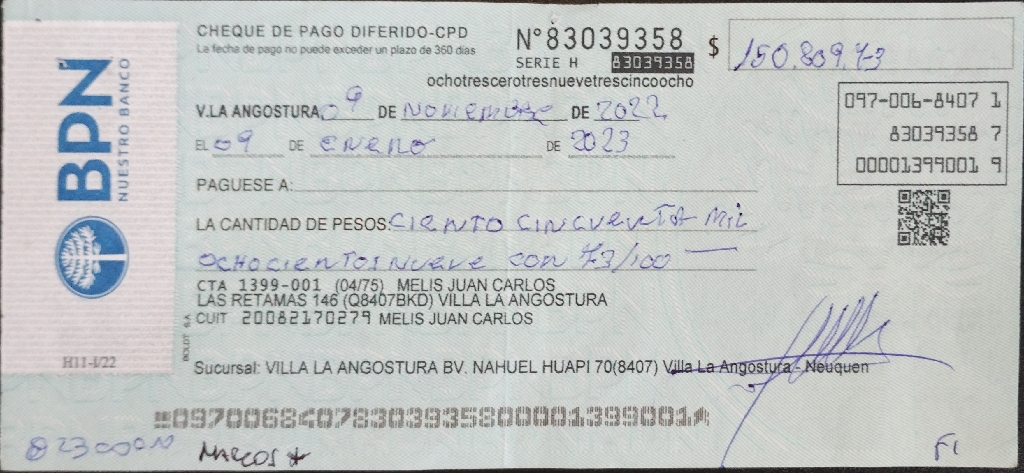 CHEQUE DE PAGO DIFERIDO-CPD
La fecha de pago no puede exceder un plazo de 360 días
N°83039358
SERIE H 83039358
ochotrescerotresnuevetrescincoocho
$ 150.809,73
097-006-8407 1
83039358 7
00001399001 9
V.LA ANGOSTURA, 09 DE NOVIEMBRE DE 2022
EL 09 DE ENERO DE 2023
PAGUESE A:
LA CANTIDAD DE PESOS: CIENTO CINCUENTA MIL
OCHOCIENTOS NUEVE CON 73/100
CTA 1399-001 (04/75) MELIS JUAN CARLOS
LAS RETAMAS 146 (Q8407BKD) VILLA LA ANGOSTURA
CUIT 20082170279 MELIS JUAN CARLOS
Sucursal: VILLA LA ANGOSTURA BV. NAHUEL HUAPI 70(8407) Villa La Angostura - Neuquen
BPN
NUESTRO BANCO
H11-I/22
BOLDT S.A.
09700684078303935800001399001
MARCOS
FI